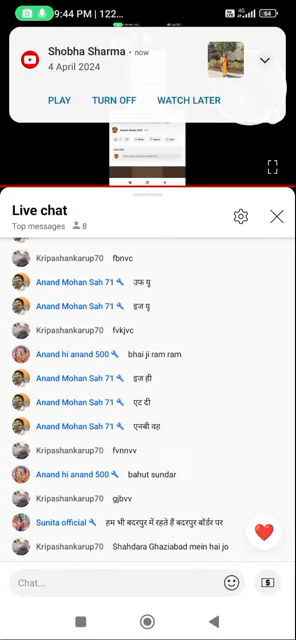 9:44 PM | 122...
4G
64
Shobha Sharma • now
4 April 2024
PLAY TURN OFF WATCH LATER
Live chat
Top messages 8
Kripashankarup70 fbnvc
Anand Mohan Sah 71 उफ यू
Anand Mohan Sah 71 इज यू
Kripashankarup70 fvkjvc
Anand hi anand 500 bhai ji ram ram
Anand Mohan Sah 71 इज ही
Anand Mohan Sah 71 एट दी
Anand Mohan Sah 71 एनबी वह
Kripashankarup70 fvnnvv
Anand hi anand 500 bahut sundar
Kripashankarup70 gjbvv
Sunita official हम भी बदरपुर में रहते हैं बदरपुर बॉर्डर पर
Kripashankarup70 Shahdara Ghaziabad mein hai jo
Chat...